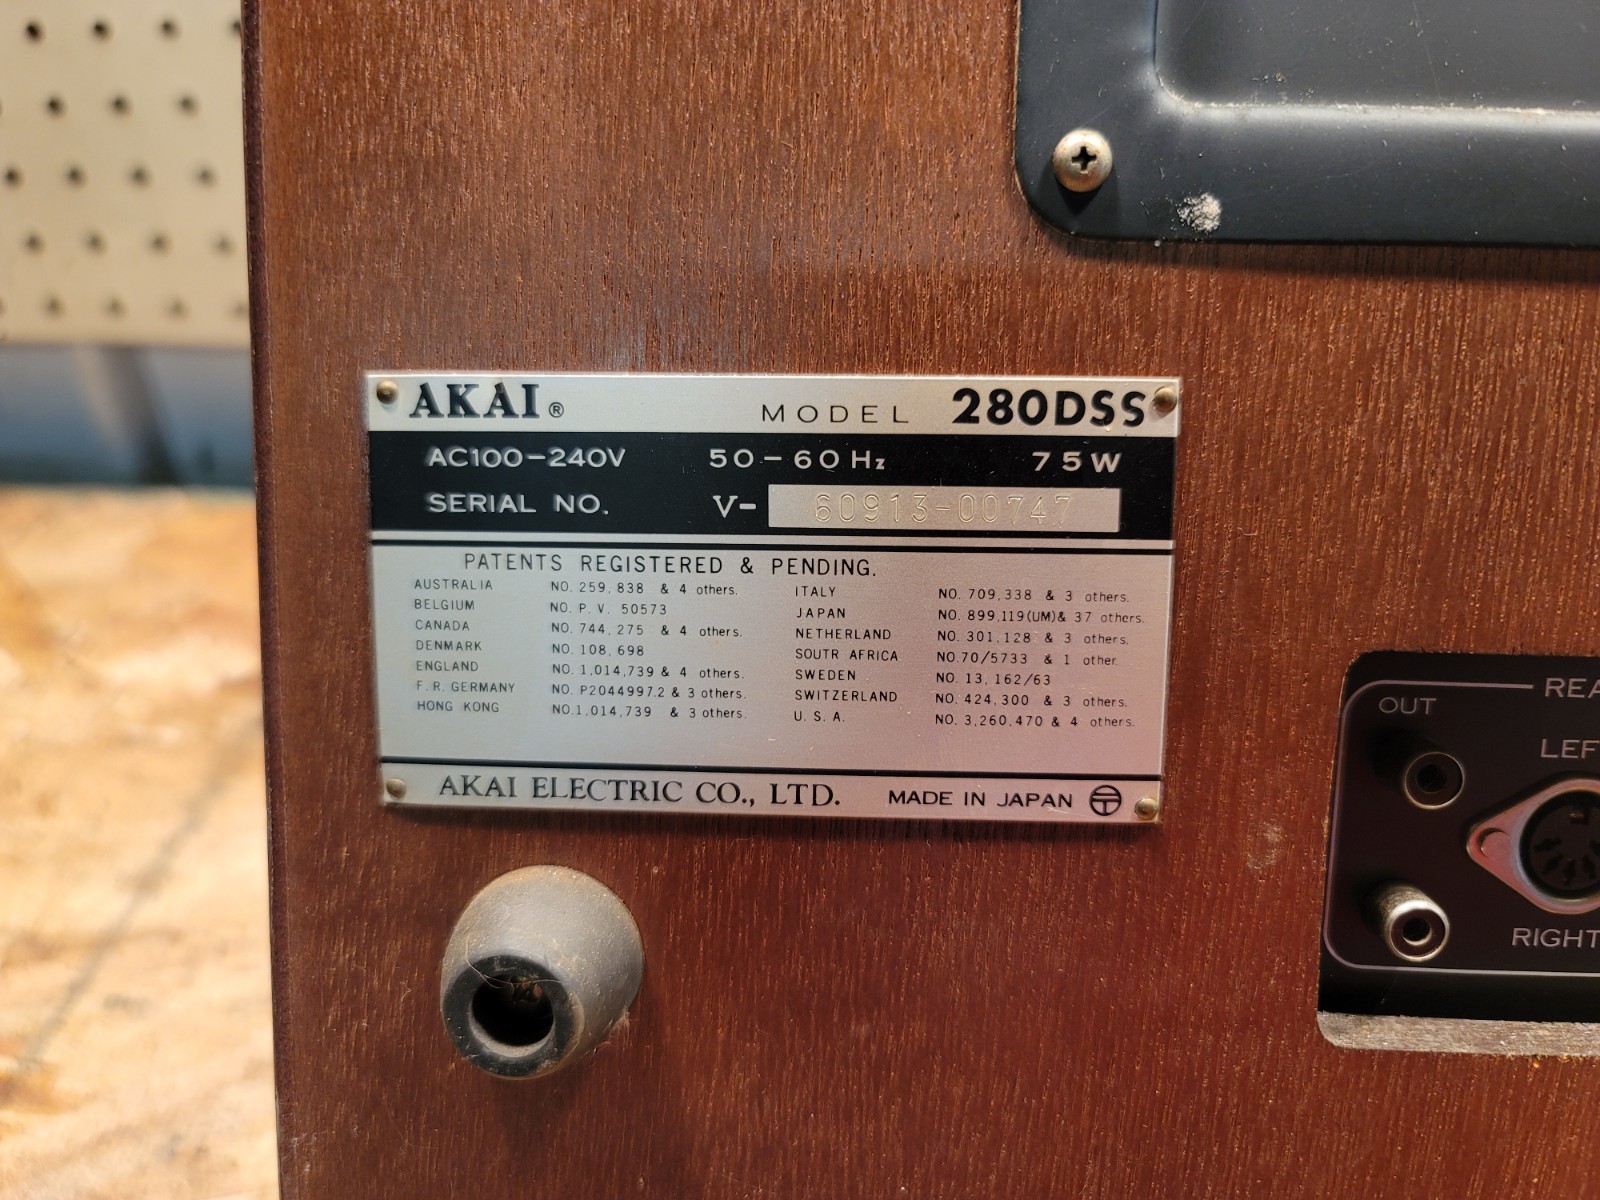 AKAI ® MODEL 280DSS
AC100-240V 50-60Hz 75W
SERIAL NO. V- 60913-00747
PATENTS REGISTERED & PENDING.
AUSTRALIA NO. 259,838 & 4 others.
BELGIUM NO. P. V. 50573
CANADA NO. 744,275 & 4 others.
DENMARK NO. 108,698
ENGLAND NO. 1,014,739 & 4 others.
F. R. GERMANY NO. P2044997.2 & 3 others.
HONG KONG NO. 1,014,739 & 3 others.
ITALY NO. 709,338 & 3 others.
JAPAN NO. 899,119(UM)& 37 others.
NETHERLAND NO. 301,128 & 3 others.
SOUTR AFRICA NO. 70/5733 & 1 other.
SWEDEN NO. 13, 162/63
SWITZERLAND NO. 424,300 & 3 others.
U. S. A. NO. 3,260,470 & 4 others.
AKAI ELECTRIC CO., LTD. MADE IN JAPAN
OUT
RIGHT